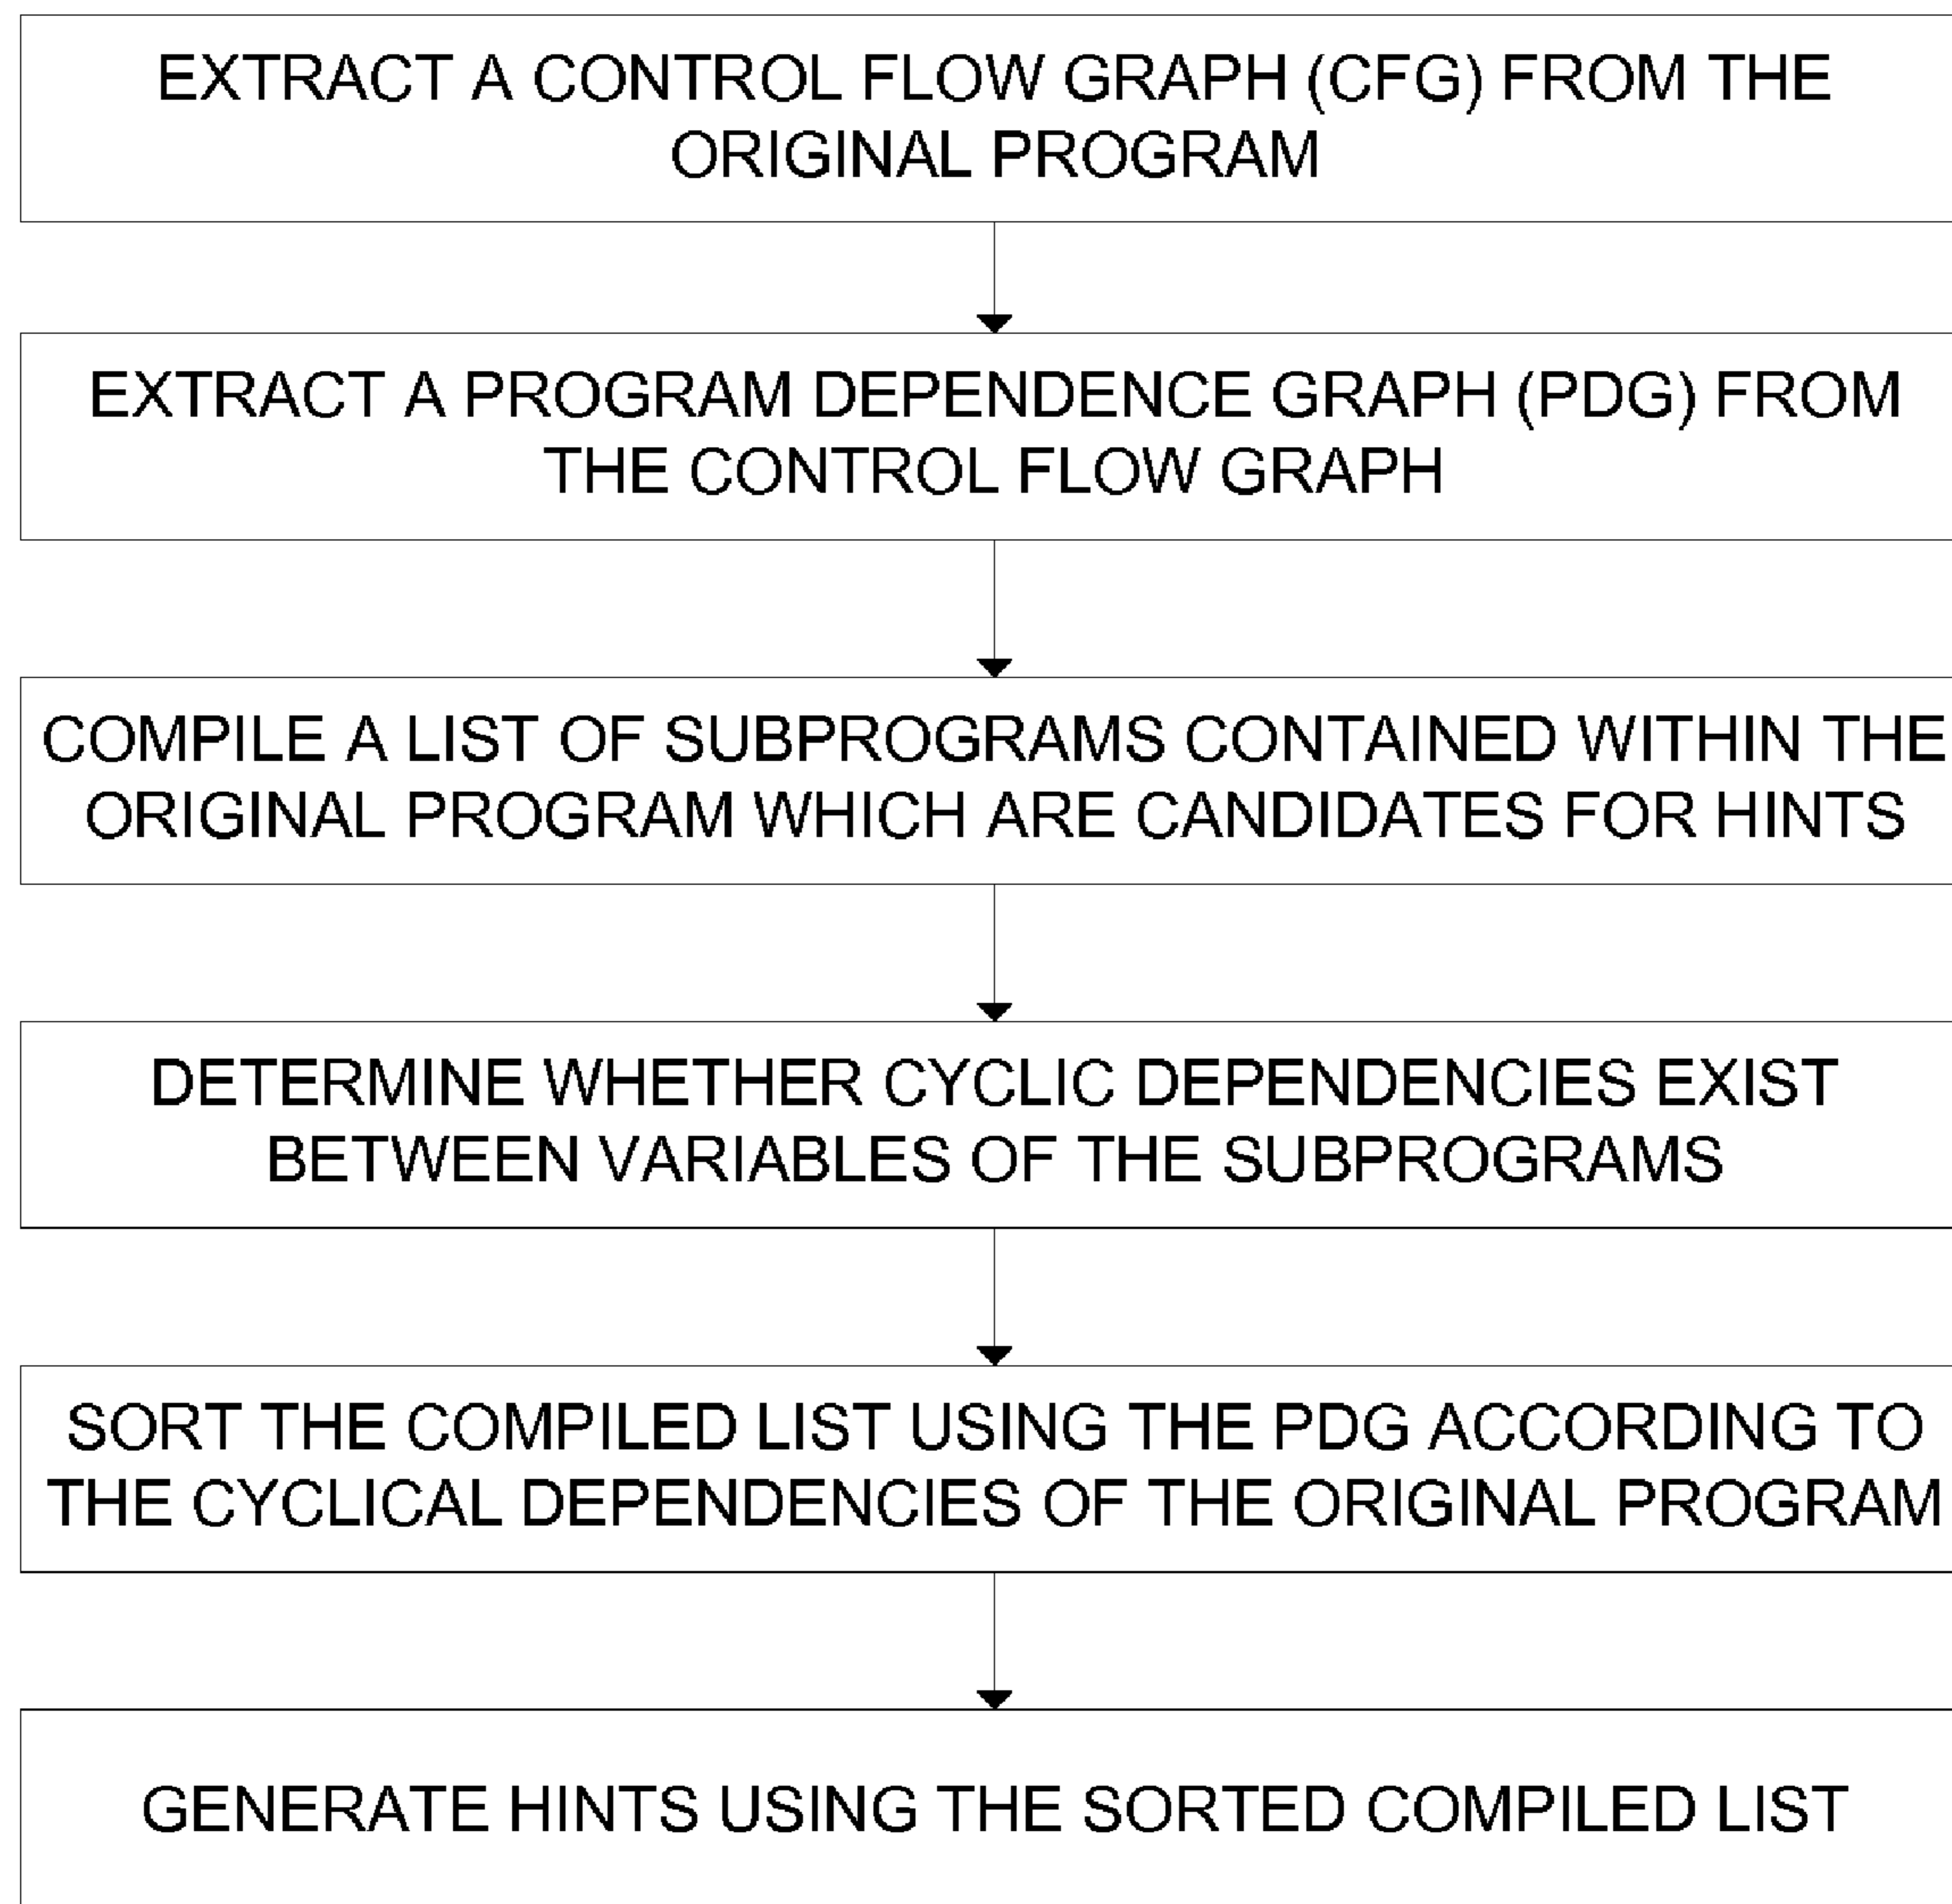 EXTRACT A CONTROL FLOW GRAPH (CFG) FROM THE
ORIGINAL PROGRAM
EXTRACT A PROGRAM DEPENDENCE GRAPH (PDG) FROM
THE CONTROL FLOW GRAPH
COMPILE A LIST OF SUBPROGRAMS CONTAINED WITHIN THE
ORIGINAL PROGRAM WHICH ARE CANDIDATES FOR HINTS
DETERMINE WHETHER CYCLIC DEPENDENCIES EXIST
BETWEEN VARIABLES OF THE SUBPROGRAMS
SORT THE COMPILED LIST USING THE PDG ACCORDING TO
THE CYCLICAL DEPENDENCIES OF THE ORIGINAL PROGRAM
GENERATE HINTS USING THE SORTED COMPILED LIST